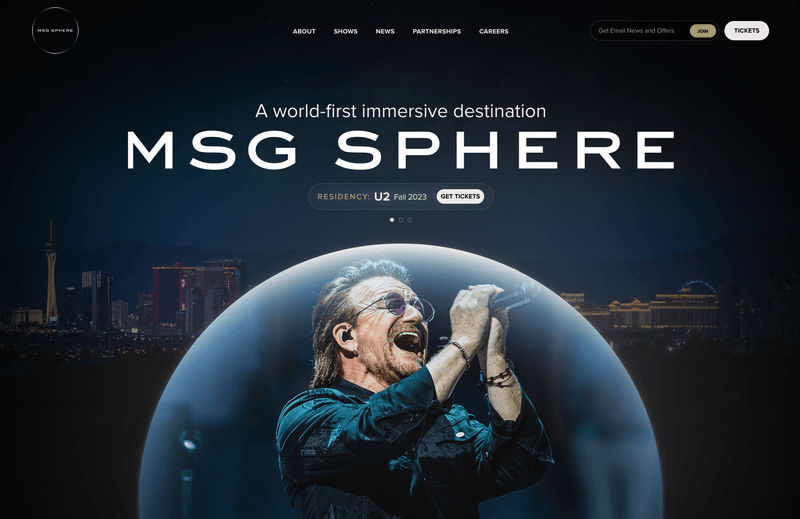 MSG SPHERE
ABOUT SHOWS NEWS PARTNERSHIPS CAREERS
Get Email News and Offers JOIN TICKETS
A world-first immersive destination
MSG SPHERE
RESIDENCY: U2 Fall 2023 GET TICKETS